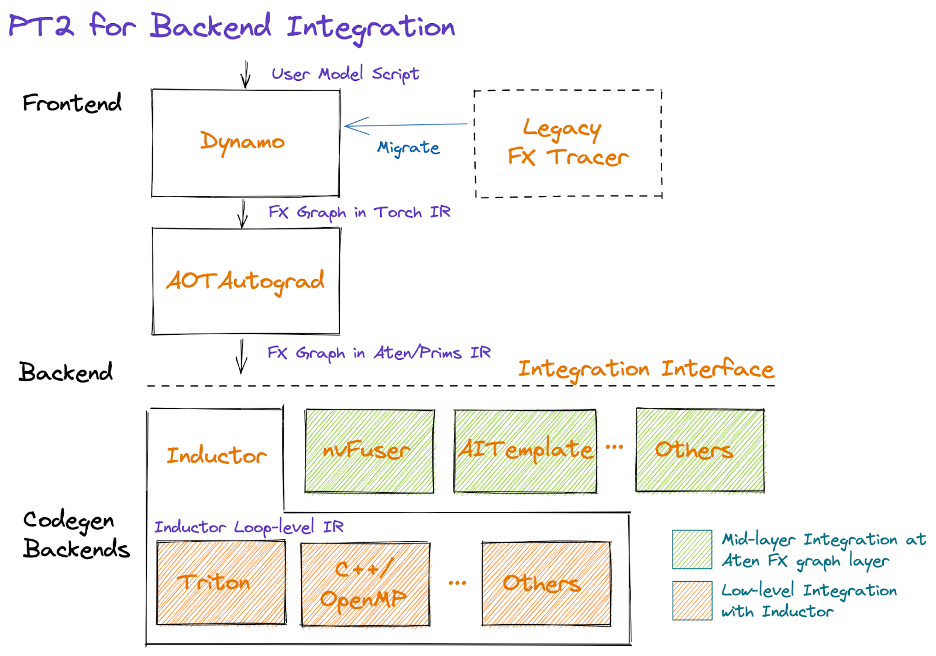 PT2 for Backend Integration
User Model Script
Frontend
Dynamo
Migrate
Legacy
FX Tracer
FX Graph in Torch IR
AOTAutograd
FX Graph in Aten/Prims IR
Backend
Integration Interface
Inductor
nvFuser
AITemplate
...
Others
Codegen
Backends
Inductor Loop-level IR
Triton
C++/
OpenMP
...
Others
Mid-layer Integration at
Aten FX graph layer
Low-level Integration
with Inductor